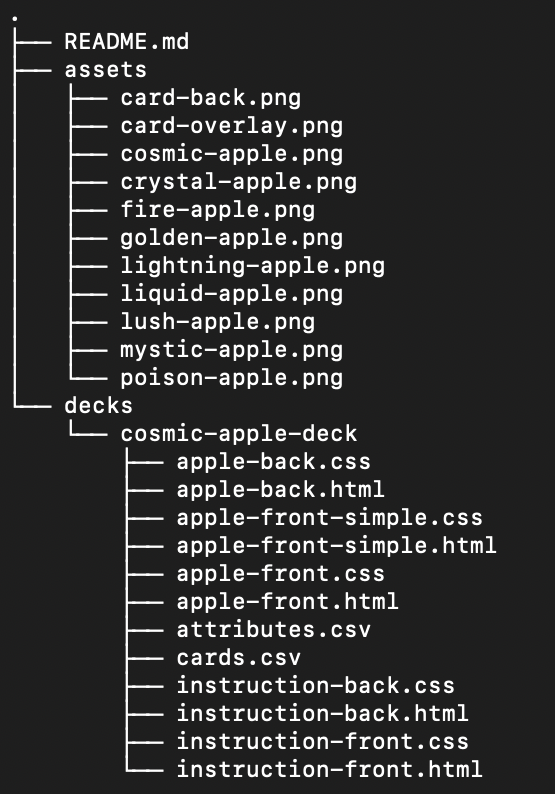 .
├── README.md
├── assets
│   ├── card-back.png
│   ├── card-overlay.png
│   ├── cosmic-apple.png
│   ├── crystal-apple.png
│   ├── fire-apple.png
│   ├── golden-apple.png
│   ├── lightning-apple.png
│   ├── liquid-apple.png
│   ├── lush-apple.png
│   ├── mystic-apple.png
│   └── poison-apple.png
└── decks
    └── cosmic-apple-deck
        ├── apple-back.css
        ├── apple-back.html
        ├── apple-front-simple.css
        ├── apple-front-simple.html
        ├── apple-front.css
        ├── apple-front.html
        ├── attributes.csv
        ├── cards.csv
        ├── instruction-back.css
        ├── instruction-back.html
        ├── instruction-front.css
        └── instruction-front.html